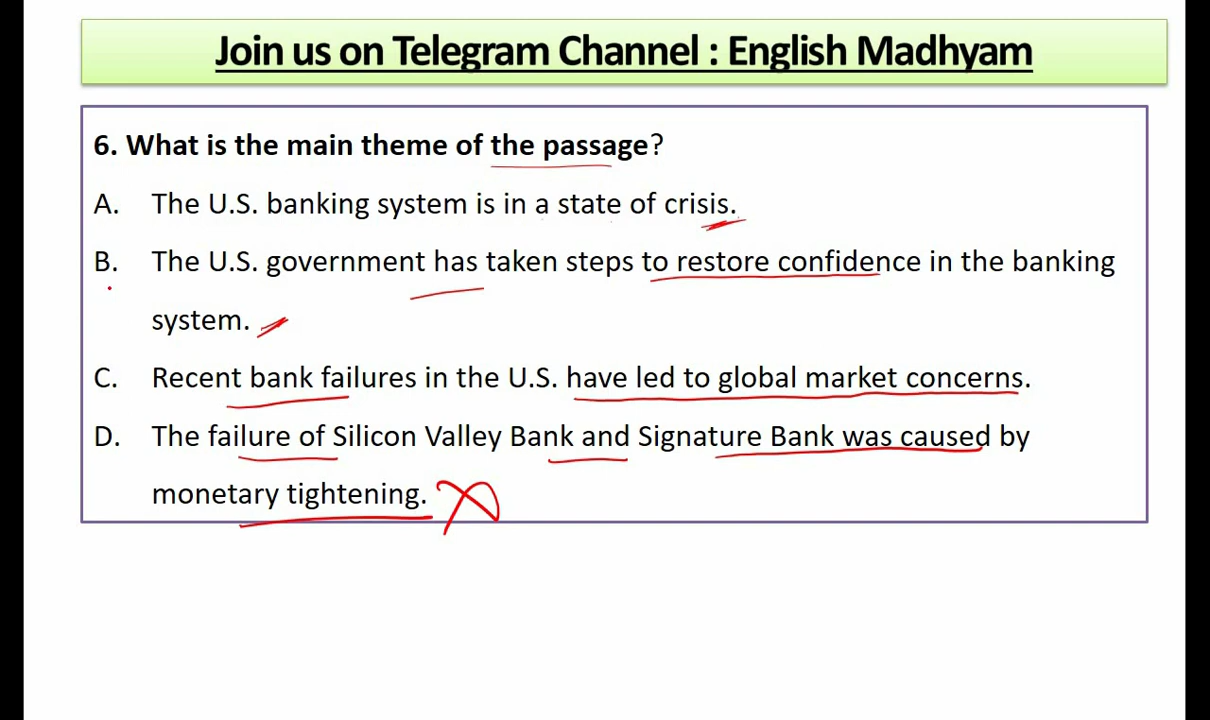 Join us on Telegram Channel : English Madhyam
6. What is the main theme of the passage?
A. The U.S. banking system is in a state of crisis.
B. The U.S. government has taken steps to restore confidence in the banking
system.
C. Recent bank failures in the U.S. have led to global market concerns.
D. The failure of Silicon Valley Bank and Signature Bank was caused by
monetary tightening.